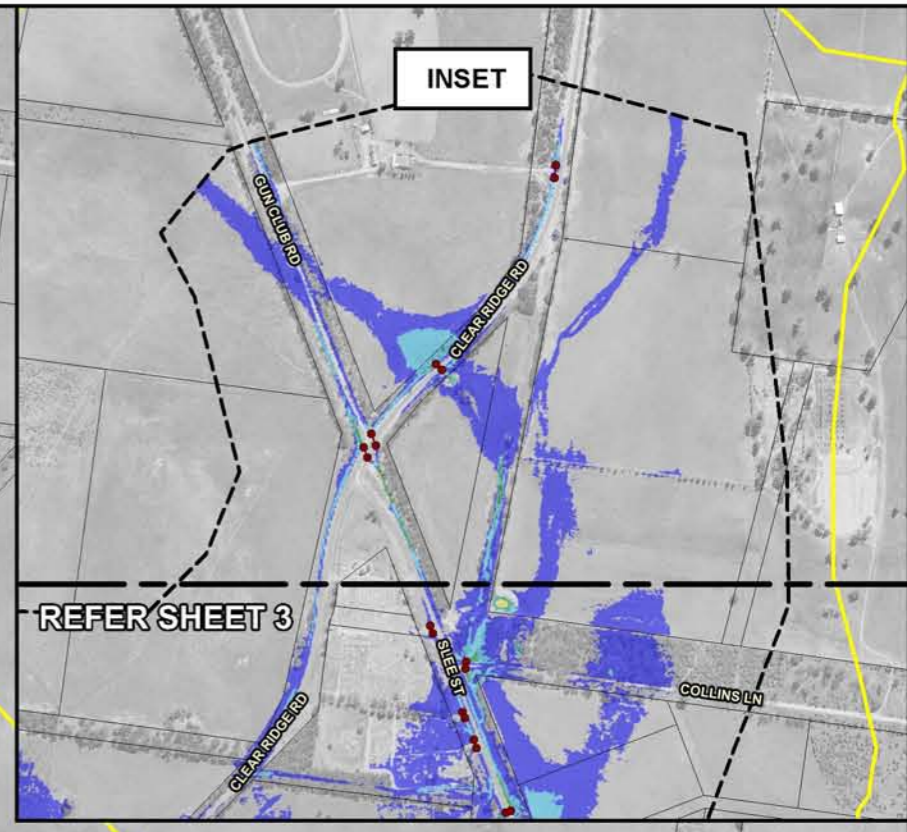 INSET
GUN CLUB RD
CLEAR RIDGE RD
REFER SHEET 3
SLEE ST
COLLINS LN
CLEAR RIDGE RD